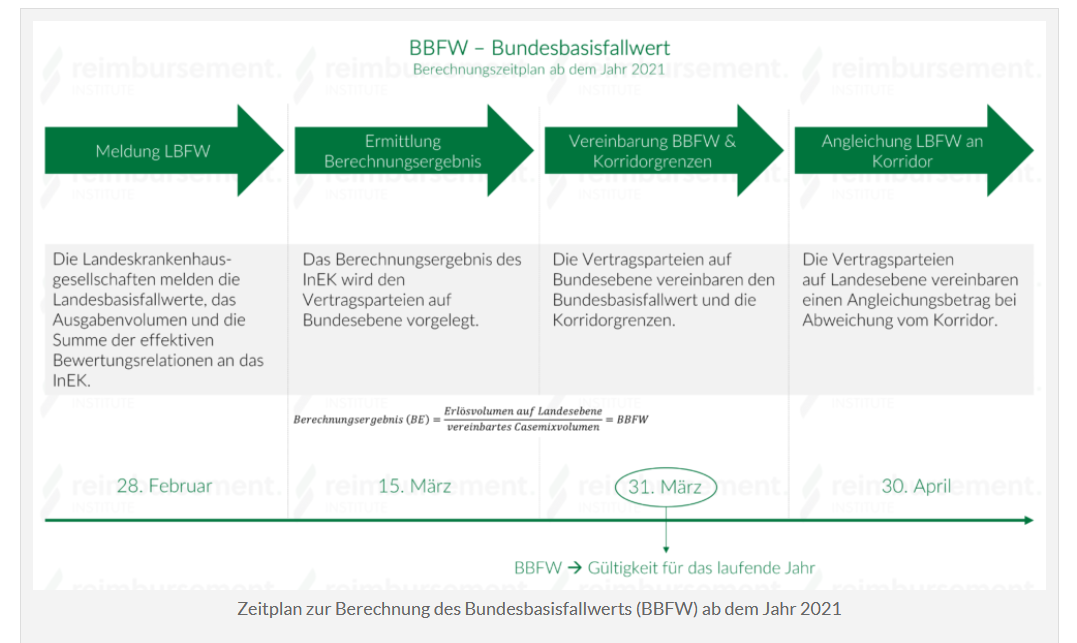 BBFW – Bundesbasisfallwert
Berechnungszeitplan ab dem Jahr 2021
reimbursement.
INSTITUTE
Meldung LBFW
Ermittlung
Berechnungsergebnis
Vereinbarung BBFW &
Korridorgrenzen
Angleichung LBFW an
Korridor
Die Landeskrankenhaus-
gesellschaften melden die
Landesbasisfallwerte, das
Ausgabenvolumen und die
Summe der effektiven
Bewertungsrelationen an das
InEK.
Das Berechnungsergebnis des
InEK wird den
Vertragsparteien auf
Bundesebene vorgelegt.
Die Vertragsparteien auf
Bundesebene vereinbaren den
Bundesbasisfallwert und die
Korridorgrenzen.
Die Vertragsparteien
auf Landesebene vereinbaren
einen Angleichungsbetrag bei
Abweichung vom Korridor.
Berechnungsergebnis (BE) = Erlösvolumen auf Landesebene / vereinbartes Casemixvolumen = BBFW
28. Februar
15. März
31. März
30. April
BBFW → Gültigkeit für das laufende Jahr
Zeitplan zur Berechnung des Bundesbasisfallwerts (BBFW) ab dem Jahr 2021